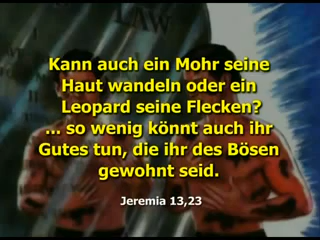 LAW
Kann auch ein Mohr seine
Haut wandeln oder ein
Leopard seine Flecken?
... so wenig könnt auch ihr
Gutes tun, die ihr des Bösen
gewohnt seid.
Jeremia 13,23